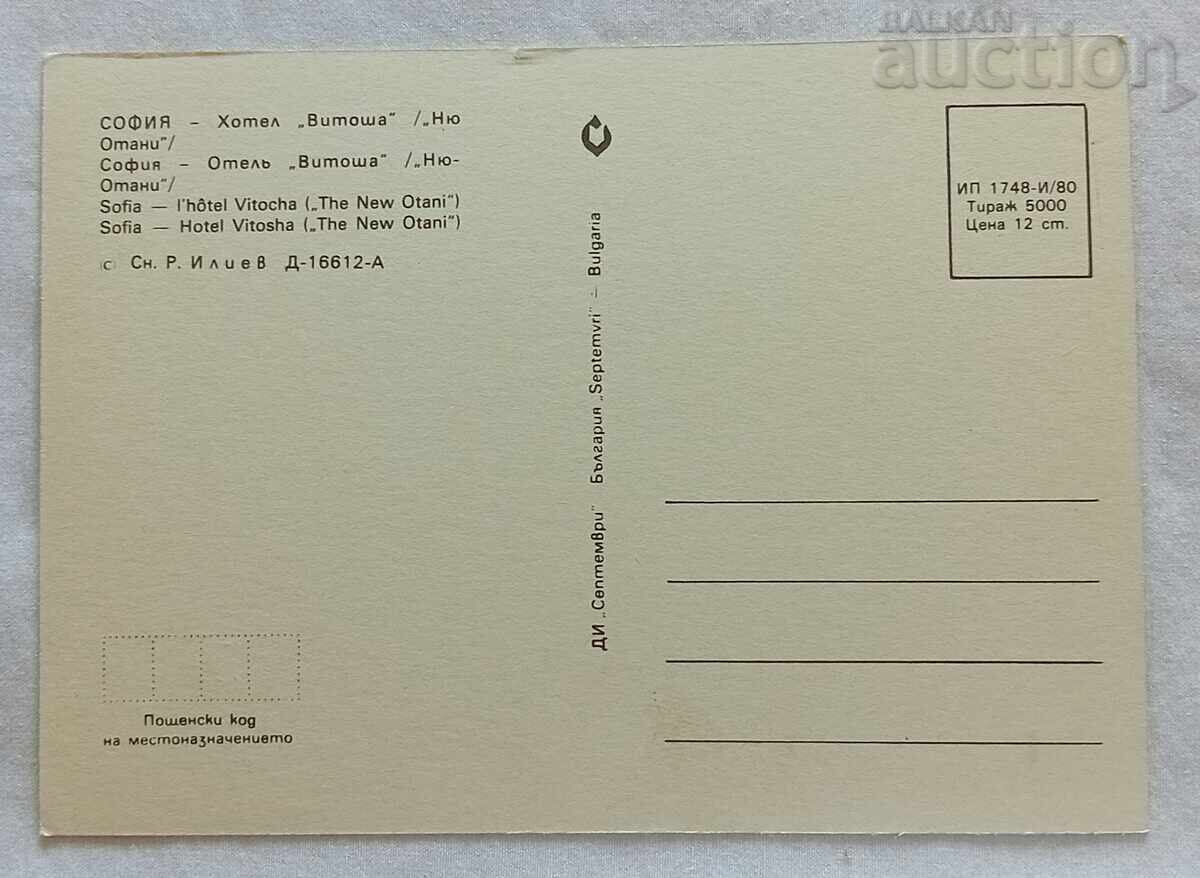 BALKAN
auction
СОФИЯ – Хотел „Витоша“ /„Ню
Отани“/
София – Отель „Витоша“ /„Ню-
Отани“/
Sofia — l'hôtel Vitocha („The New Otani“)
Sofia — Hotel Vitosha („The New Otani“)
(C) Сн. Р. Илиев Д-16612-А
ДИ „Септември“ България „Septemvri“ – Bulgaria
ИП 1748-И/80
Тираж 5000
Цена 12 ст.
Пощенски код
на местоназначението